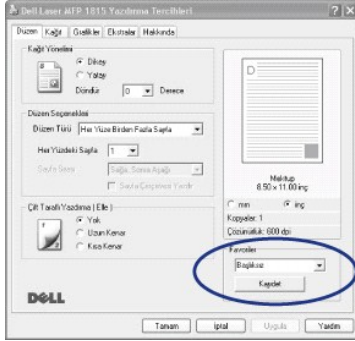 Dell Laser MFP 1815 Yazdırma Tercihleri
Düzen Kağıt Grafikler Ekstralar Hakkında
Kağıt Yönelimi
Dikey
Yatay
Döndür 0 Derece
Düzen Seçenekleri
Düzen Türü Her Yüze Birden Fazla Sayfa
Her Yüzdeki Sayfa 1
Sayfa Sırası Sağa, Sonra Aşağı
Sayfa Çerçevesi Yazdır
Çift Taraflı Yazdırma ( Elle )
Yok
Uzun Kenar
Kısa Kenar
D
Mektup
8.50 x 11.00 inç
mm inç
Kopyalar: 1
Çözünürlük: 600 dpi
Favoriler
Başlıksız
Kaydet
DELL
Tamam İptal Uygula Yardım